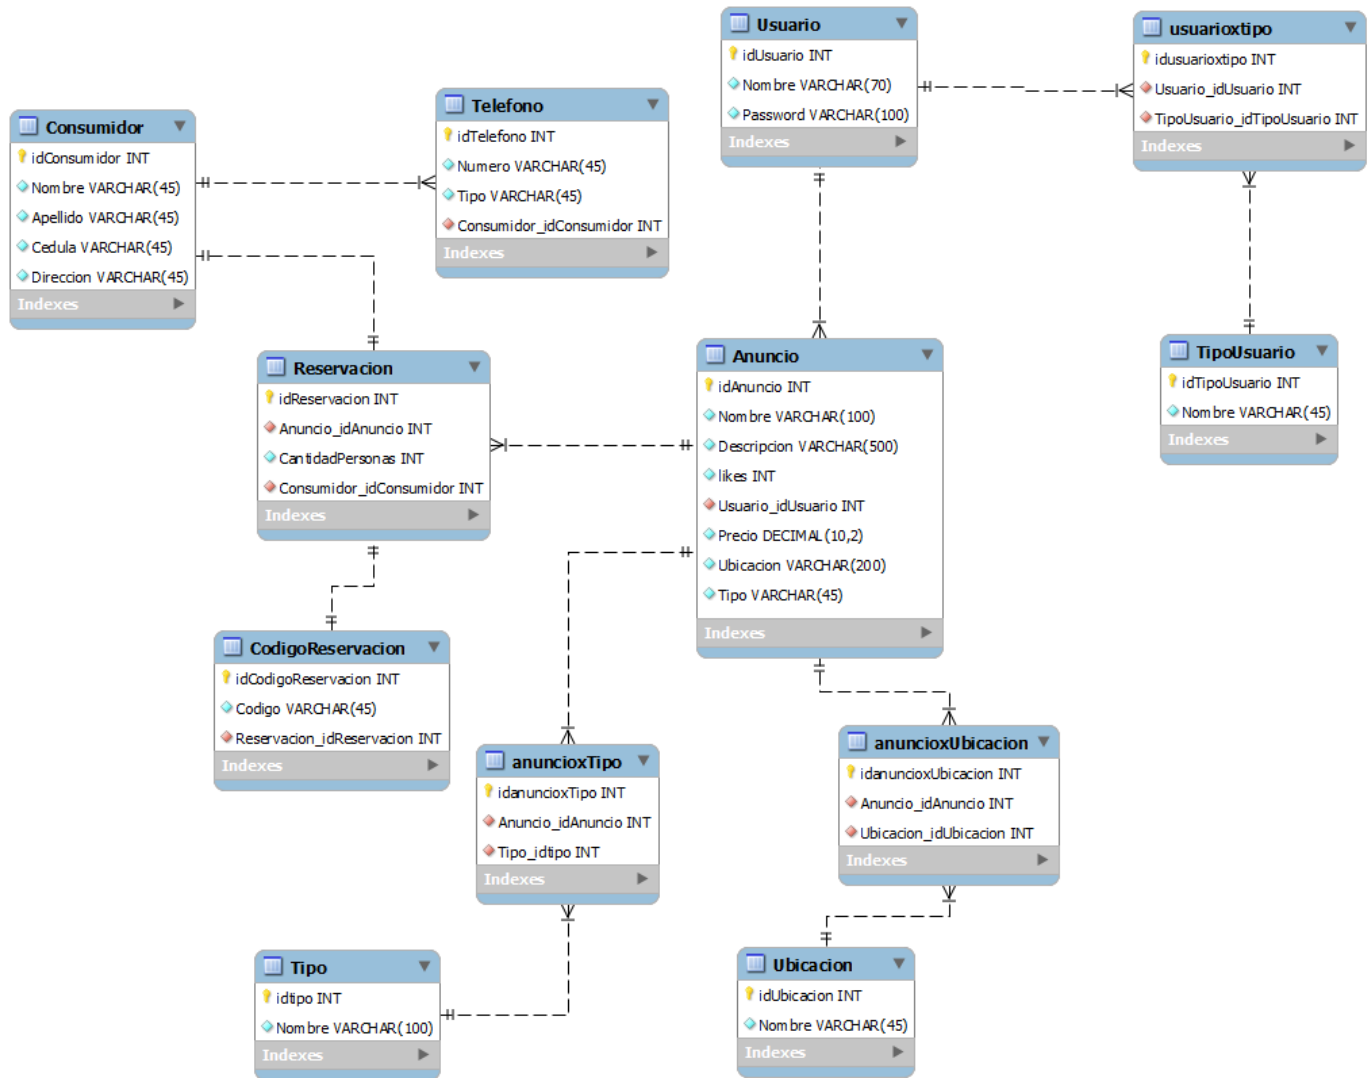 Usuario
idUsuario INT
Nombre VARCHAR(70)
Password VARCHAR(100)
Indexes
usuarioxtipo
idusuarioxtipo INT
Usuario_idUsuario INT
TipoUsuario_idTipoUsuario INT
Indexes
Telefono
idTelefono INT
Numero VARCHAR(45)
Tipo VARCHAR(45)
Consumidor_idConsumidor INT
Indexes
Consumidor
idConsumidor INT
Nombre VARCHAR(45)
Apellido VARCHAR(45)
Cedula VARCHAR(45)
Direccion VARCHAR(45)
Indexes
Reservacion
idReservacion INT
Anuncio_idAnuncio INT
CantidadPersonas INT
Consumidor_idConsumidor INT
Indexes
Anuncio
idAnuncio INT
Nombre VARCHAR(100)
Descripcion VARCHAR(500)
likes INT
Usuario_idUsuario INT
Precio DECIMAL(10,2)
Ubicacion VARCHAR(200)
Tipo VARCHAR(45)
Indexes
TipoUsuario
idTipoUsuario INT
Nombre VARCHAR(45)
Indexes
CodigoReservacion
idCodigoReservacion INT
Codigo VARCHAR(45)
Reservacion_idReservacion INT
Indexes
anuncioxTipo
idanuncioxTipo INT
Anuncio_idAnuncio INT
Tipo_idtipo INT
Indexes
anuncioxUbicacion
idanuncioxUbicacion INT
Anuncio_idAnuncio INT
Ubicacion_idUbicacion INT
Indexes
Tipo
idtipo INT
Nombre VARCHAR(100)
Indexes
Ubicacion
idUbicacion INT
Nombre VARCHAR(45)
Indexes